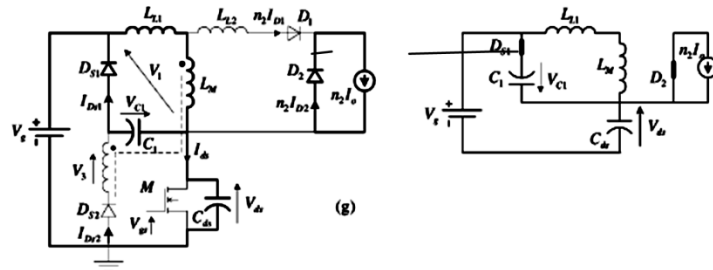 L_L1 L_L2 n_2I_D1 D_1
D_S1 V_1 L_M D_2 n_2I_D2 n_2I_o
I_Ds1 V_C1 C_1
V_g + I_ds
V_3 M V_ds
D_S2 V_gs C_ds
I_Ds2
(g)
L_L1
D_S1 n_2I_o
C_1 V_C1 L_M D_2
V_g + V_ds
C_ds